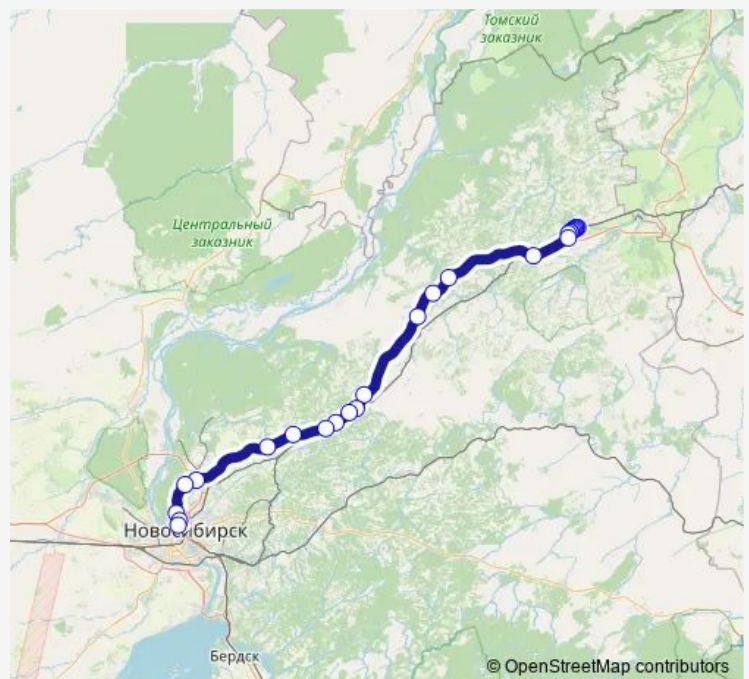 Томский
заказник
Центральный
заказник
Новосибирск
Бердск
© OpenStreetMap contributors